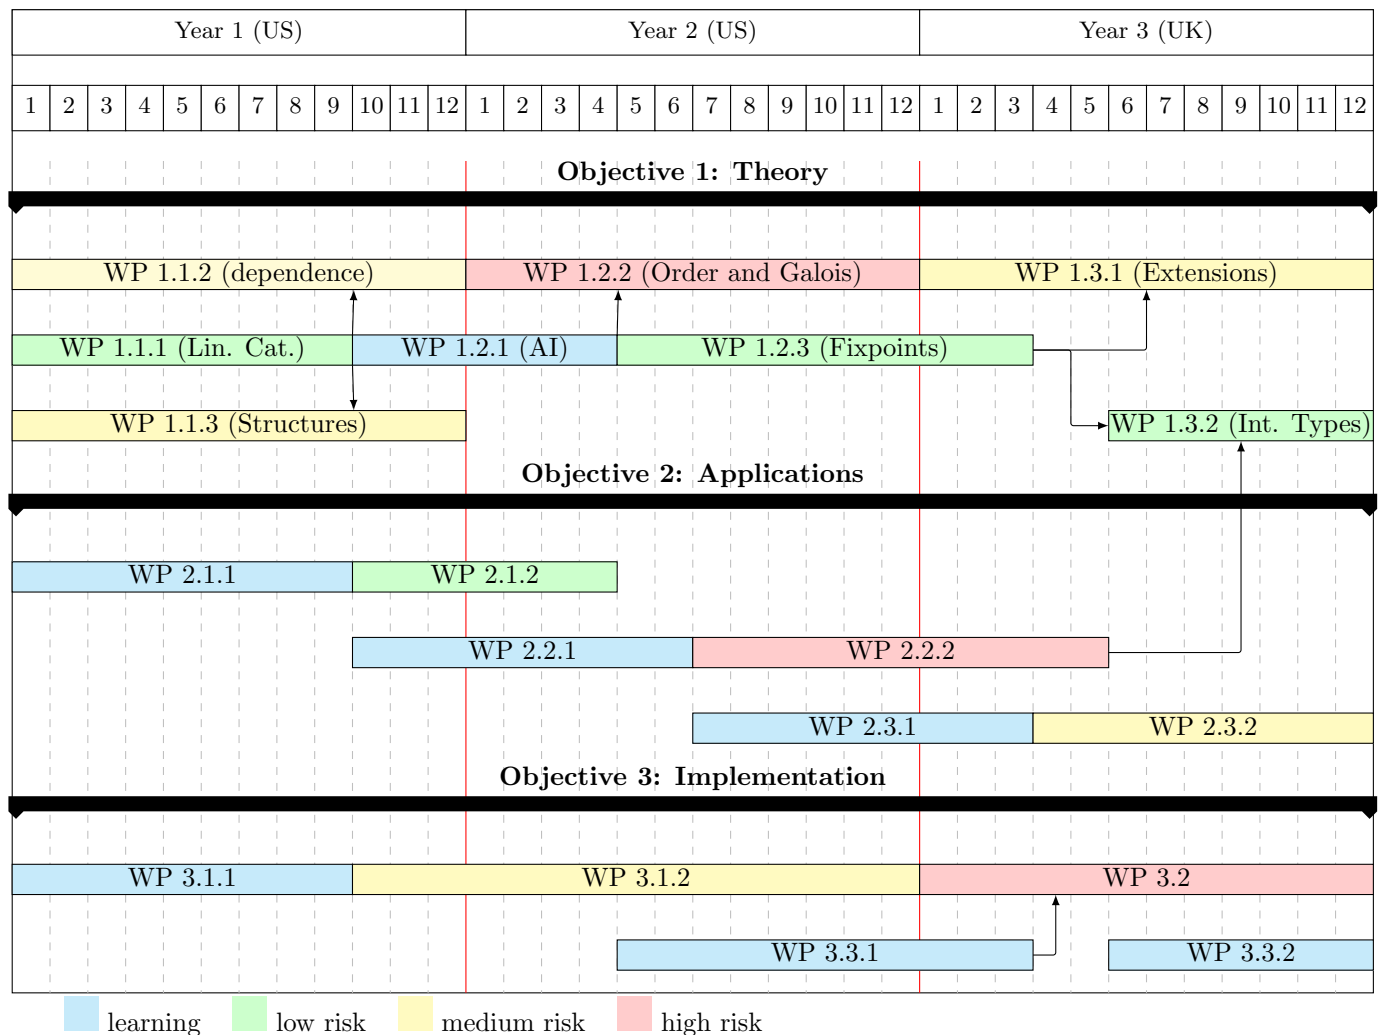 Year 1 (US) Year 2 (US) Year 3 (UK)
1 2 3 4 5 6 7 8 9 10 11 12 1 2 3 4 5 6 7 8 9 10 11 12 1 2 3 4 5 6 7 8 9 10 11 12
Objective 1: Theory
WP 1.1.2 (dependence) WP 1.2.2 (Order and Galois) WP 1.3.1 (Extensions)
WP 1.1.1 (Lin. Cat.) WP 1.2.1 (AI) WP 1.2.3 (Fixpoints)
WP 1.1.3 (Structures) WP 1.3.2 (Int. Types)
Objective 2: Applications
WP 2.1.1 WP 2.1.2
WP 2.2.1 WP 2.2.2
WP 2.3.1 WP 2.3.2
Objective 3: Implementation
WP 3.1.1 WP 3.1.2 WP 3.2
WP 3.3.1 WP 3.3.2
learning low risk medium risk high risk